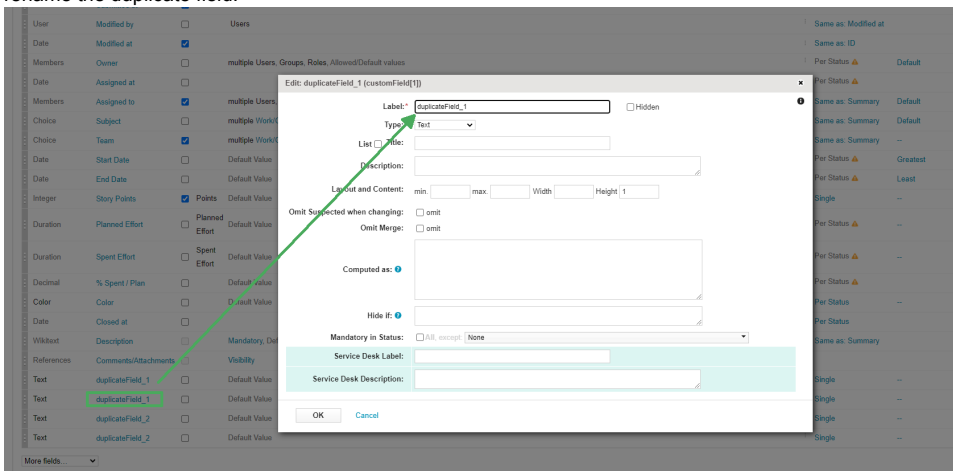 rename the duplicate field.
User Modified by Users Same as: Modified at
Date Modified at Same as: ID
Members Owner multiple Users, Groups, Roles, Allowed/Default values Per Status Default
Date Assigned at Per Status
Members Assigned to multiple Users, Same as: Summary Default
Choice Subject multiple Work/C Same as: Summary Default
Choice Team multiple Work/C Same as: Summary --
Date Start Date Default Value Per Status Greatest
Date End Date Default Value Per Status Least
Integer Story Points Points Default Value Single --
Duration Planned Effort Planned Effort Default Value Per Status --
Duration Spent Effort Spent Effort Default Value Per Status --
Decimal % Spent / Plan Default Value Per Status --
Color Color Default Value Per Status --
Date Closed at Per Status
Wikitext Description Mandatory, Def Same as: Summary
References Comments/Attachments Visibility
Text duplicateField_1 Default Value Single --
Text duplicateField_1 Default Value Single --
Text duplicateField_2 Default Value Single --
Text duplicateField_2 Default Value Single --
More fields...
Edit: duplicateField_1 (customField[1]) ×
Label:* duplicateField_1 Hidden
Type: Text
List Title:
Description:
Layout and Content: min. max. Width Height 1
Omit Suspected when changing: omit
Omit Merge: omit
Computed as:
Hide if:
Mandatory in Status: All, except: None
Service Desk Label:
Service Desk Description:
OK Cancel